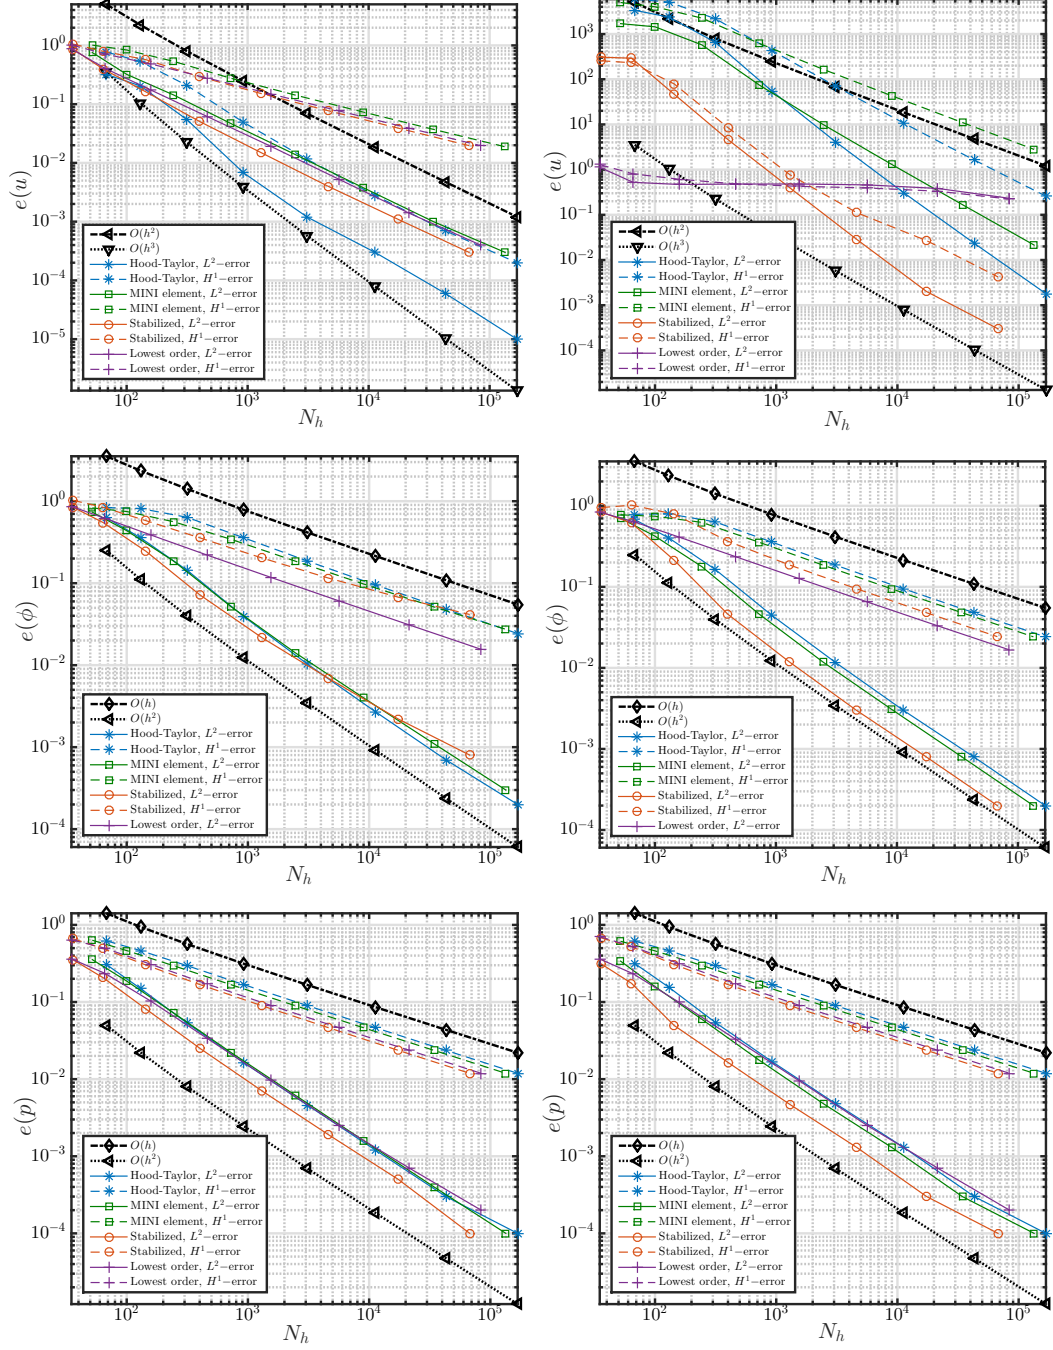 10^0
10^-1
10^-2
10^-3
10^-4
10^-5
e(u)
O(h^2)
O(h^3)
Hood-Taylor, L^2−error
Hood-Taylor, H^1−error
MINI element, L^2−error
MINI element, H^1−error
Stabilized, L^2−error
Stabilized, H^1−error
Lowest order, L^2−error
Lowest order, H^1−error
10^2 10^3 10^4 10^5
N_h
10^3
10^2
10^1
10^0
10^-1
10^-2
10^-3
10^-4
e(u)
O(h^2)
O(h^3)
Hood-Taylor, L^2−error
Hood-Taylor, H^1−error
MINI element, L^2−error
MINI element, H^1−error
Stabilized, L^2−error
Stabilized, H^1−error
Lowest order, L^2−error
Lowest order, H^1−error
10^2 10^3 10^4 10^5
N_h
10^0
10^-1
10^-2
10^-3
10^-4
e(ϕ)
O(h)
O(h^2)
Hood-Taylor, L^2−error
Hood-Taylor, H^1−error
MINI element, L^2−error
MINI element, H^1−error
Stabilized, L^2−error
Stabilized, H^1−error
Lowest order, L^2−error
10^2 10^3 10^4 10^5
N_h
10^0
10^-1
10^-2
10^-3
10^-4
e(ϕ)
O(h)
O(h^2)
Hood-Taylor, L^2−error
Hood-Taylor, H^1−error
MINI element, L^2−error
MINI element, H^1−error
Stabilized, L^2−error
Stabilized, H^1−error
Lowest order, L^2−error
10^2 10^3 10^4 10^5
N_h
10^0
10^-1
10^-2
10^-3
10^-4
e(p)
O(h)
O(h^2)
Hood-Taylor, L^2−error
Hood-Taylor, H^1−error
MINI element, L^2−error
MINI element, H^1−error
Stabilized, L^2−error
Stabilized, H^1−error
Lowest order, L^2−error
Lowest order, H^1−error
10^2 10^3 10^4 10^5
N_h
10^0
10^-1
10^-2
10^-3
10^-4
e(p)
O(h)
O(h^2)
Hood-Taylor, L^2−error
Hood-Taylor, H^1−error
MINI element, L^2−error
MINI element, H^1−error
Stabilized, L^2−error
Stabilized, H^1−error
Lowest order, L^2−error
Lowest order, H^1−error
10^2 10^3 10^4 10^5
N_h